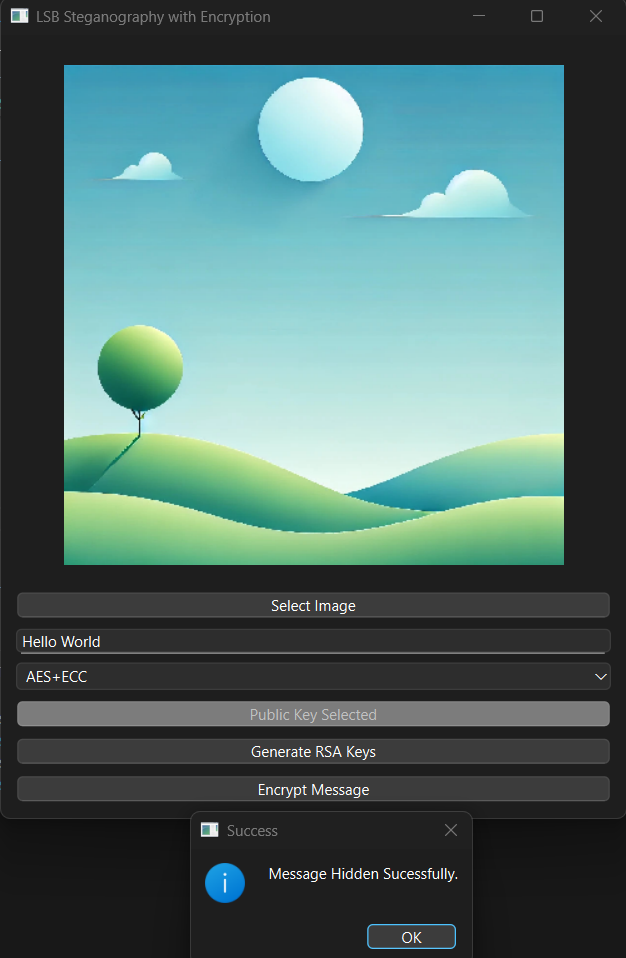 LSB Steganography with Encryption
Select Image
Hello World
AES+ECC
Public Key Selected
Generate RSA Keys
Encrypt Message
Success
Message Hidden Sucessfully.
OK